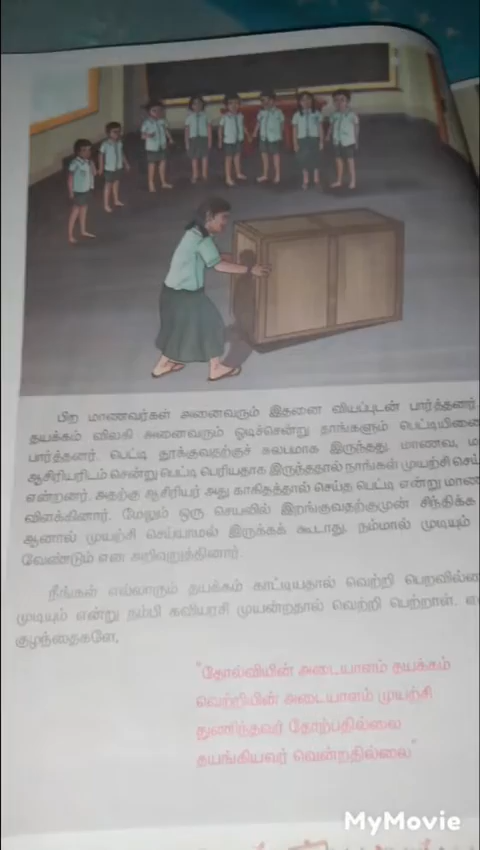 பிற மாணவர்கள் அனைவரும் இதனை வியப்புடன் பார்த்தனர்.
தயக்கம் விலகி அனைவரும் ஓடிச்சென்று தாங்களும் பெட்டியினை
பார்த்தனர். பெட்டி தூக்குவதற்குச் சுலபமாக இருந்தது. மாணவ, ம
ஆசிரியரிடம் சென்று பெட்டி பெரியதாக இருந்ததால் நாங்கள் முயற்சி செய்
என்றனர். அதற்கு ஆசிரியர் அது காகிதத்தால் செய்த பெட்டி என்று மாண
விளக்கினார். மேலும் ஒரு செயலில் இறங்குவதற்குமுன் சிந்திக்க
ஆனால் முயற்சி செய்யாமல் இருக்கக் கூடாது. நம்மால் முடியும்
வேண்டும் என அறிவுறுத்தினார்.
நீங்கள் எல்லாரும் தயக்கம் காட்டியதால் வெற்றி பெறவில்லை
முடியும் என்று நம்பி கவியரசி முயன்றதால் வெற்றி பெற்றாள்.
குழந்தைகளே,
"தோல்வியின் அடையாளம் தயக்கம்
வெற்றியின் அடையாளம் முயற்சி
துணிந்தவர் தோற்பதில்லை
தயங்கியவர் வென்றதில்லை"
MyMovie